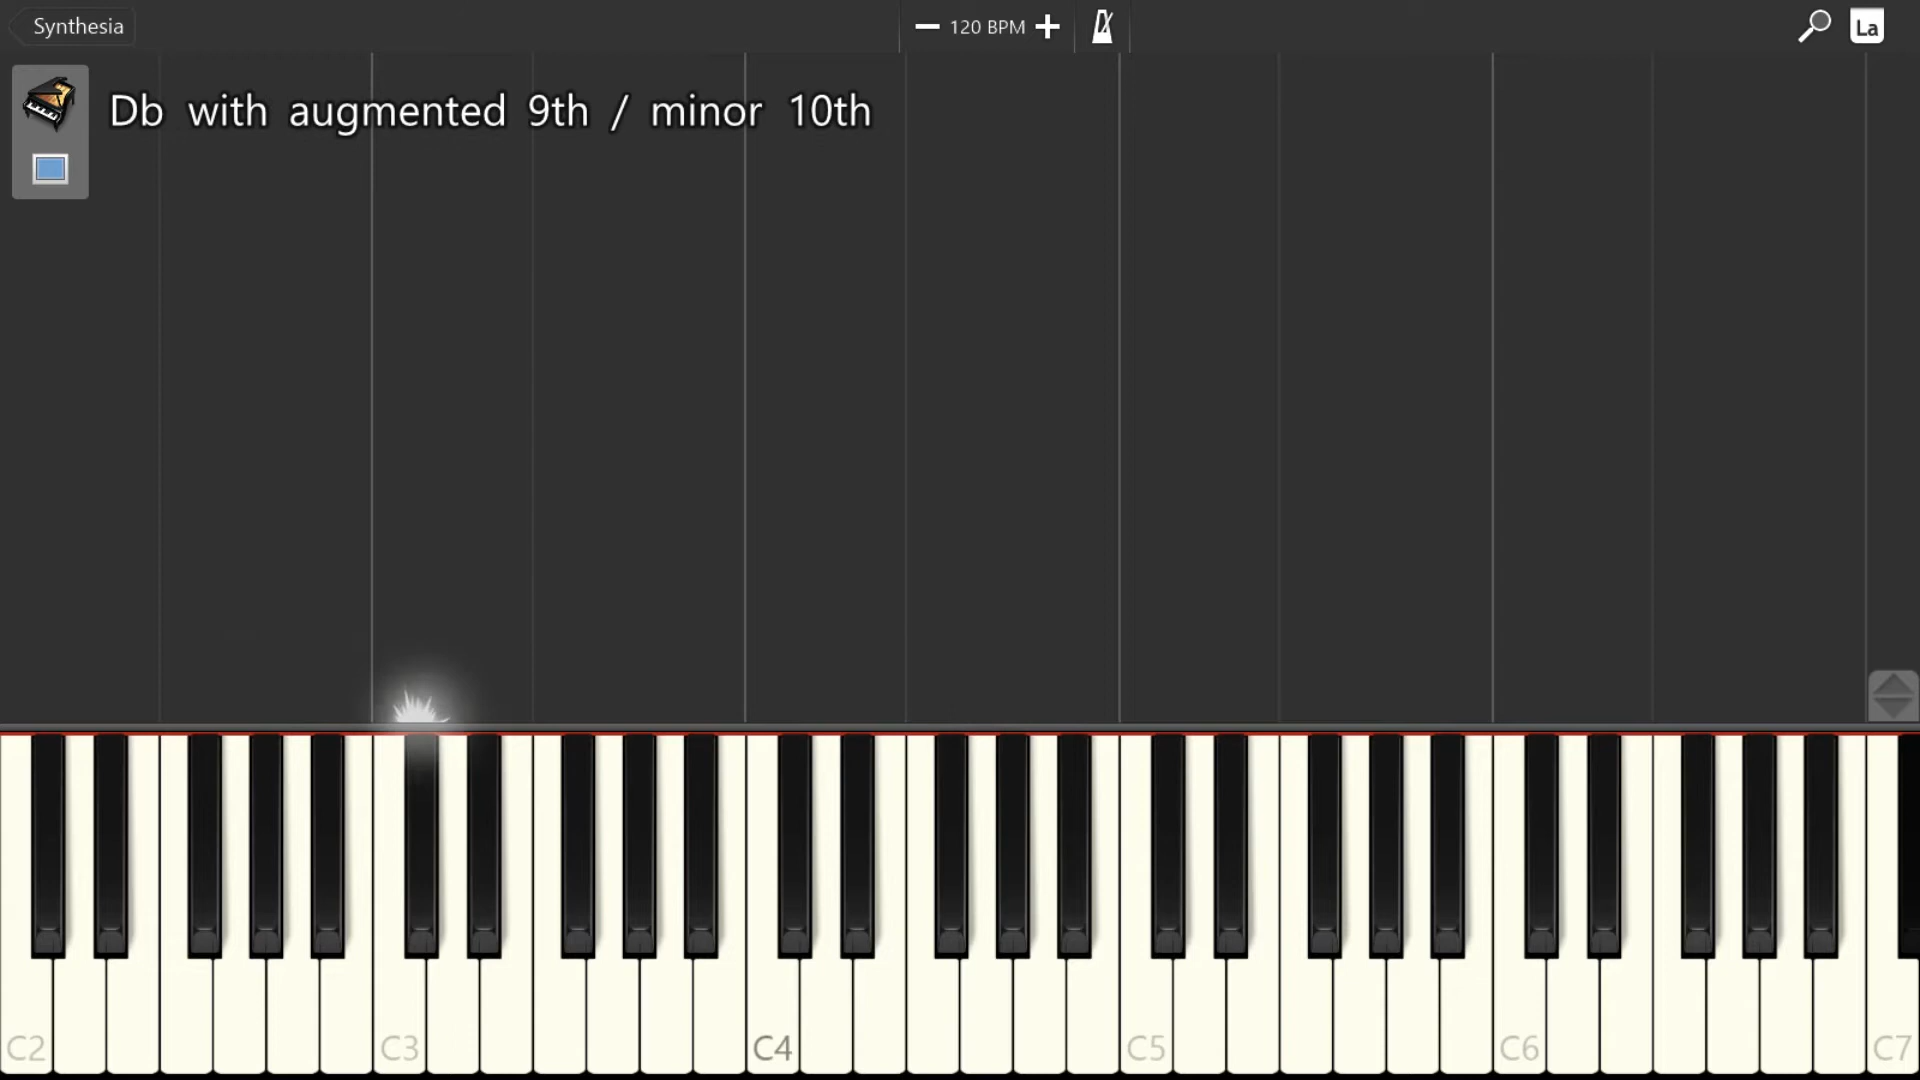 Synthesia
120 BPM
La
Db with augmented 9th / minor 10th
C2 C3 C4 C5 C6 C7